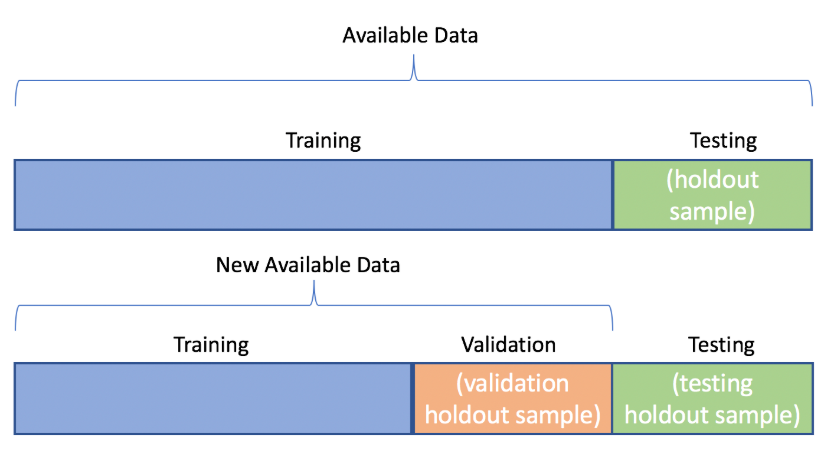 Available Data
Training Testing
(holdout
sample)
New Available Data
Training Validation Testing
(validation
holdout sample)
(testing
holdout sample)